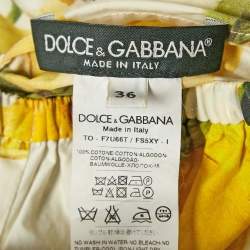 DOLCE & GABBANA
MADE IN ITALY
36
DOLCE & GABBANA
Made in Italy
TO - F7U66T / FS5XY - I
100% COTONE-COTTON-ALGODON
COTON-ALGODAO
NO WASH IN WATER/NO BLEACH/NO